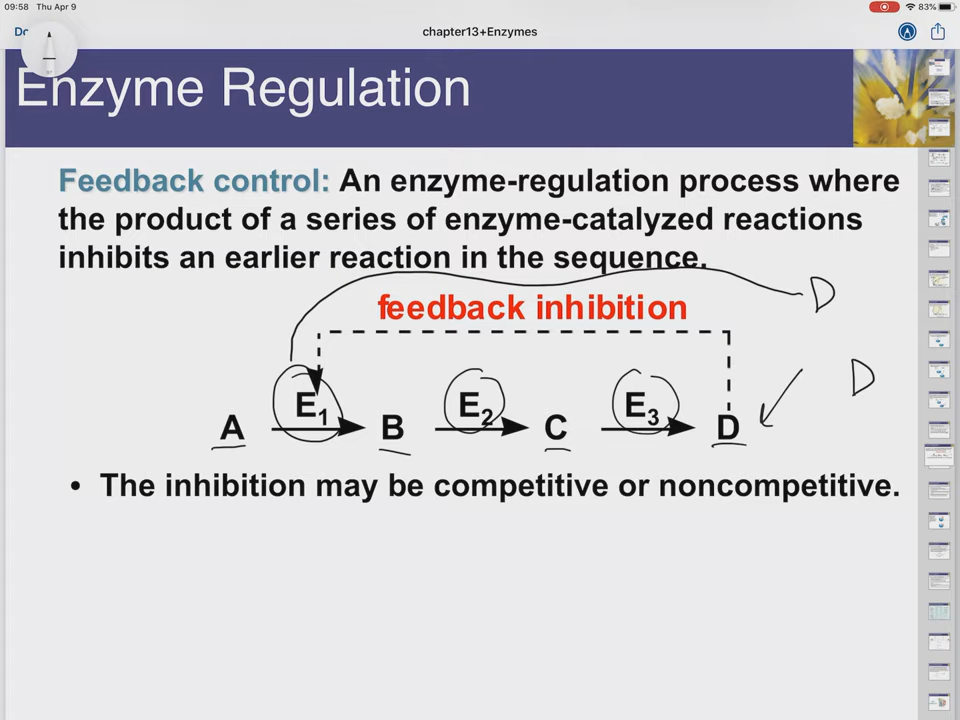 09:58 Thu Apr 9
83%
chapter13+Enzymes
Enzyme Regulation
Feedback control: An enzyme-regulation process where
the product of a series of enzyme-catalyzed reactions
inhibits an earlier reaction in the sequence.
D
feedback inhibition
D
E1 E2 E3
A B C D
• The inhibition may be competitive or noncompetitive.